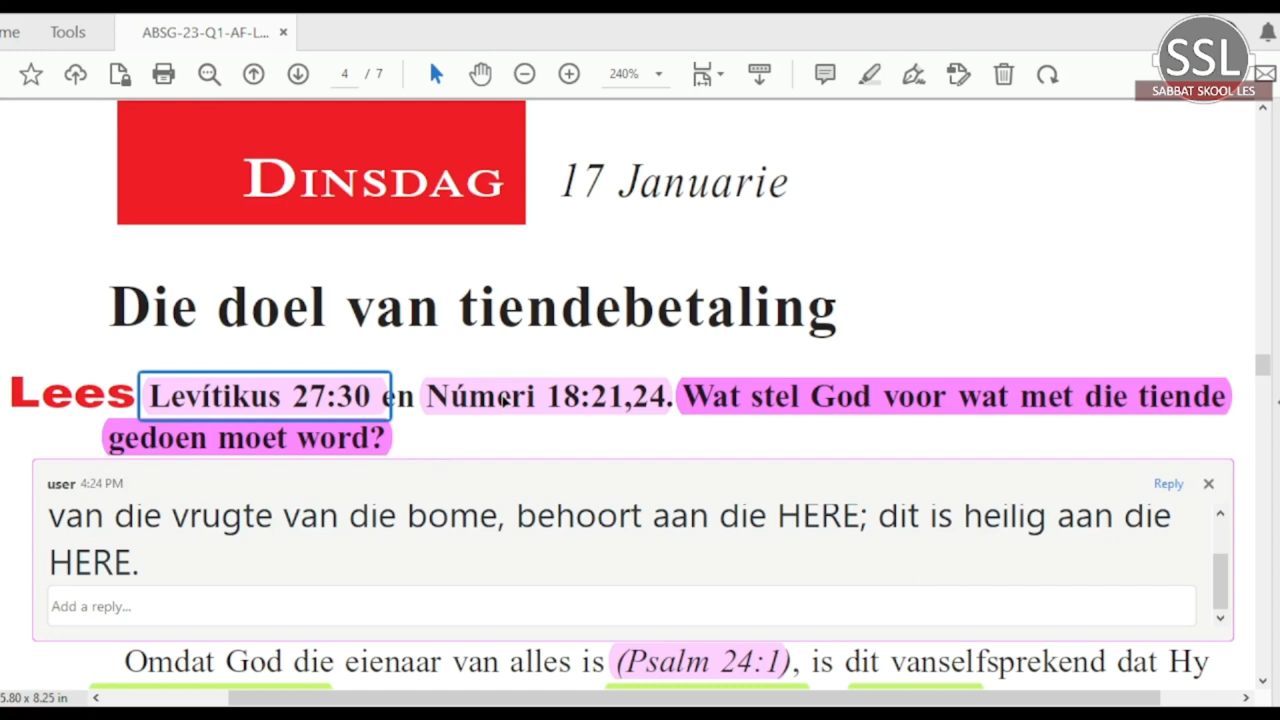 me
Tools
ABSG-23-Q1-AF-L...
SSL
SABBAT SKOOL LES
4 / 7
240%
DINSDAG
17 Januarie
Die doel van tiendebetaling
Lees Levítikus 27:30 en Númeri 18:21,24. Wat stel God voor wat met die tiende
gedoen moet word?
user 4:24 PM
Reply
van die vrugte van die bome, behoort aan die HERE; dit is heilig aan die
HERE.
Add a reply...
Omdat God die eienaar van alles is (Psalm 24:1), is dit vanselfsprekend dat Hy
5.80 x 8.25 in